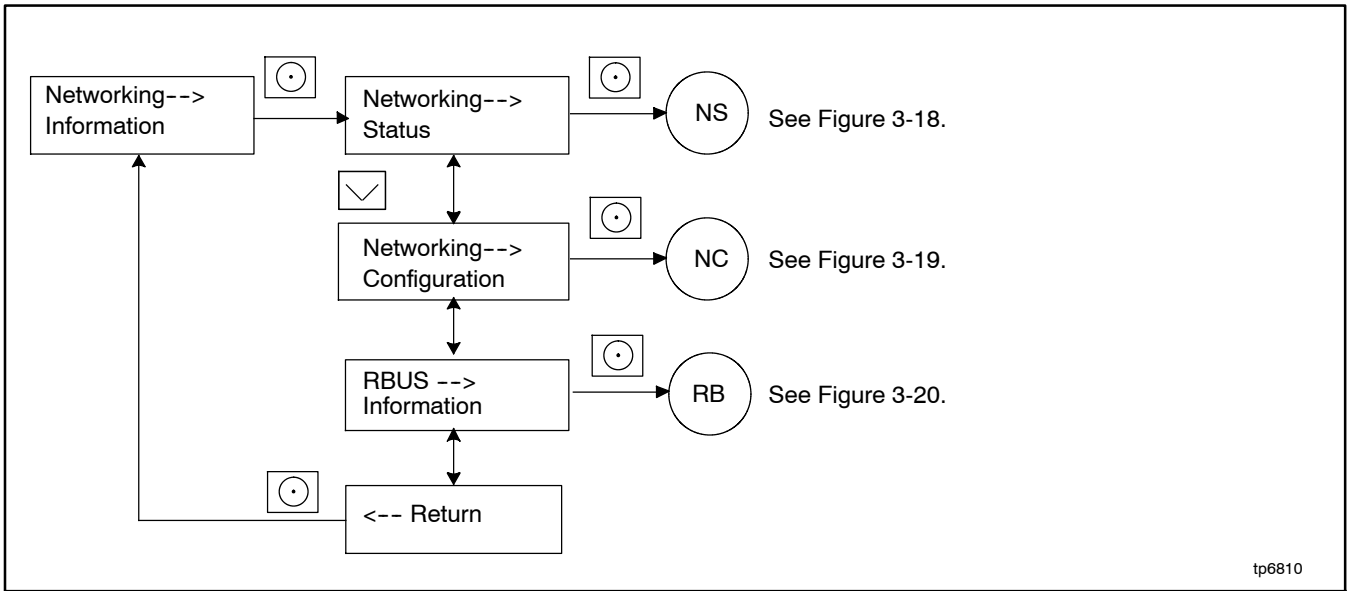 Networking-->
Information
Networking-->
Status
NS
See Figure 3-18.
Networking-->
Configuration
NC
See Figure 3-19.
RBUS -->
Information
RB
See Figure 3-20.
<-- Return
tp6810